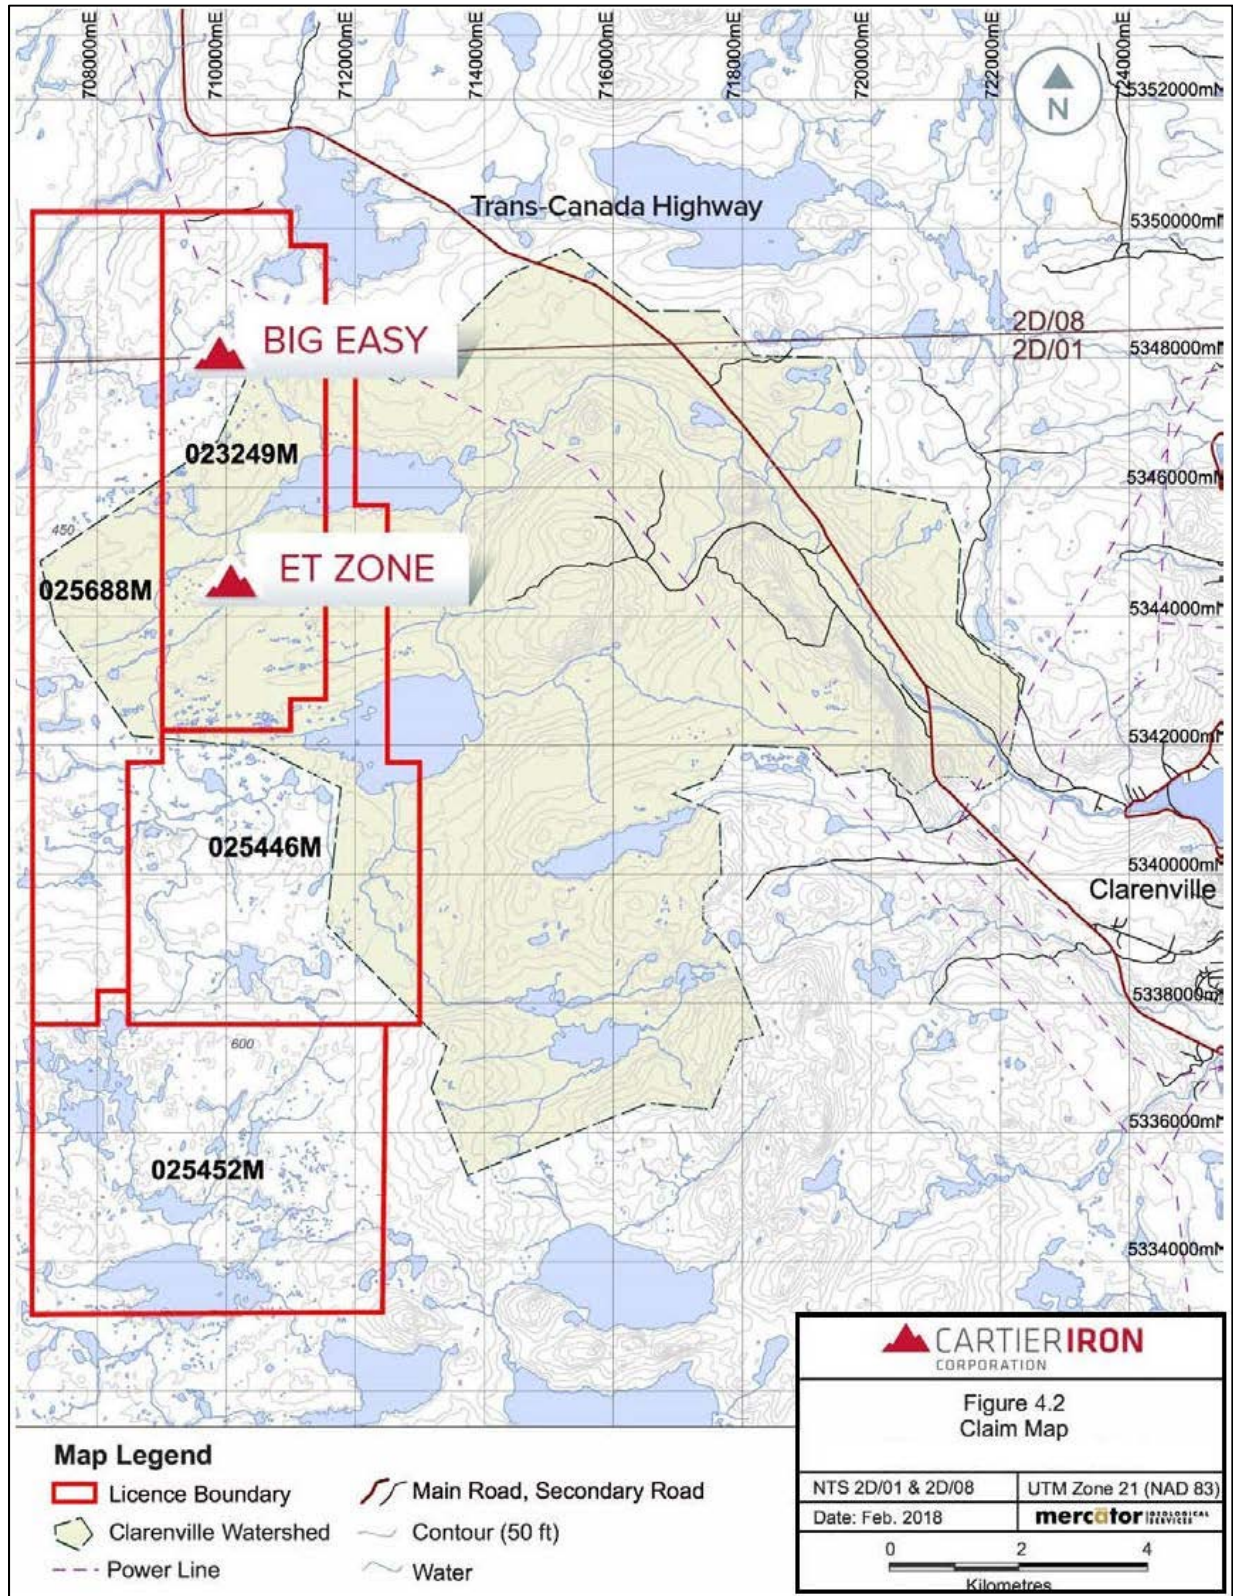 708000mE
710000mE
712000mE
714000mE
716000mE
718000mE
720000mE
722000mE
724000mE
N
5352000mN
Trans-Canada Highway
5350000mN
2D/08
2D/01
5348000mN
BIG EASY
023249M
5346000mN
450
ET ZONE
025688M
5344000mN
5342000mN
025446M
5340000mN
Clarenville
5338000mN
600
5336000mN
025452M
5334000mN
CARTIERIRON
CORPORATION
Figure 4.2
Claim Map
NTS 2D/01 & 2D/08
UTM Zone 21 (NAD 83)
Date: Feb. 2018
mercator GEOLOGICAL SERVICES
0 2 4
Kilometres
Map Legend
Licence Boundary
Main Road, Secondary Road
Clarenville Watershed
Contour (50 ft)
Power Line
Water